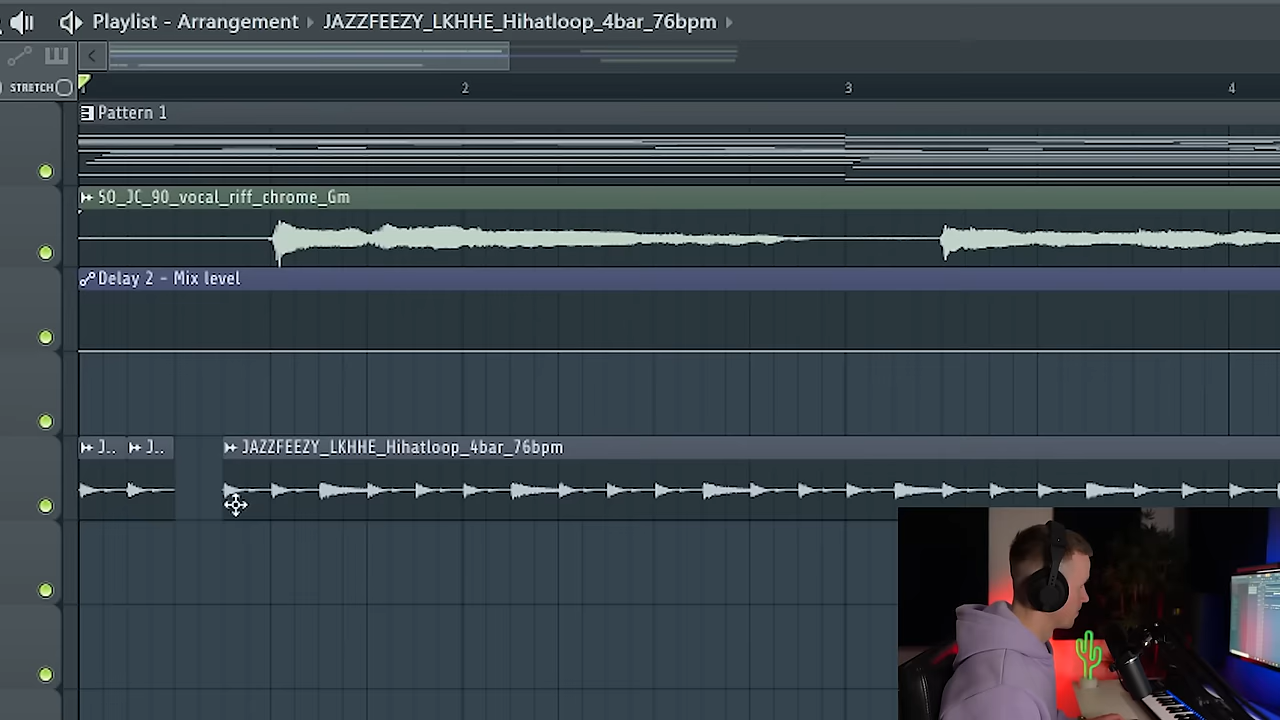 Playlist - Arrangement ▸ JAZZFEEZY_LKHHE_Hihatloop_4bar_76bpm ▸
STRETCH
2 3 4
Pattern 1
SO_JC_90_vocal_riff_chrome_Gm
Delay 2 - Mix level
J.. J.. JAZZFEEZY_LKHHE_Hihatloop_4bar_76bpm